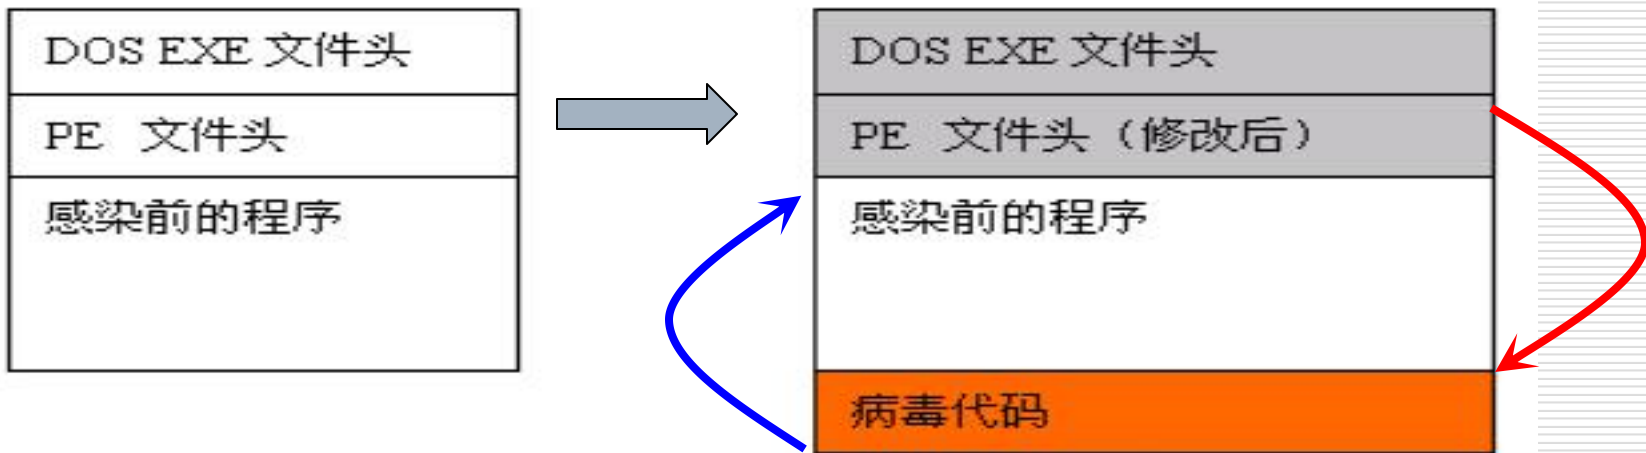 DOS EXE 文件头
PE 文件头
感染前的程序
DOS EXE 文件头
PE 文件头（修改后）
感染前的程序
病毒代码